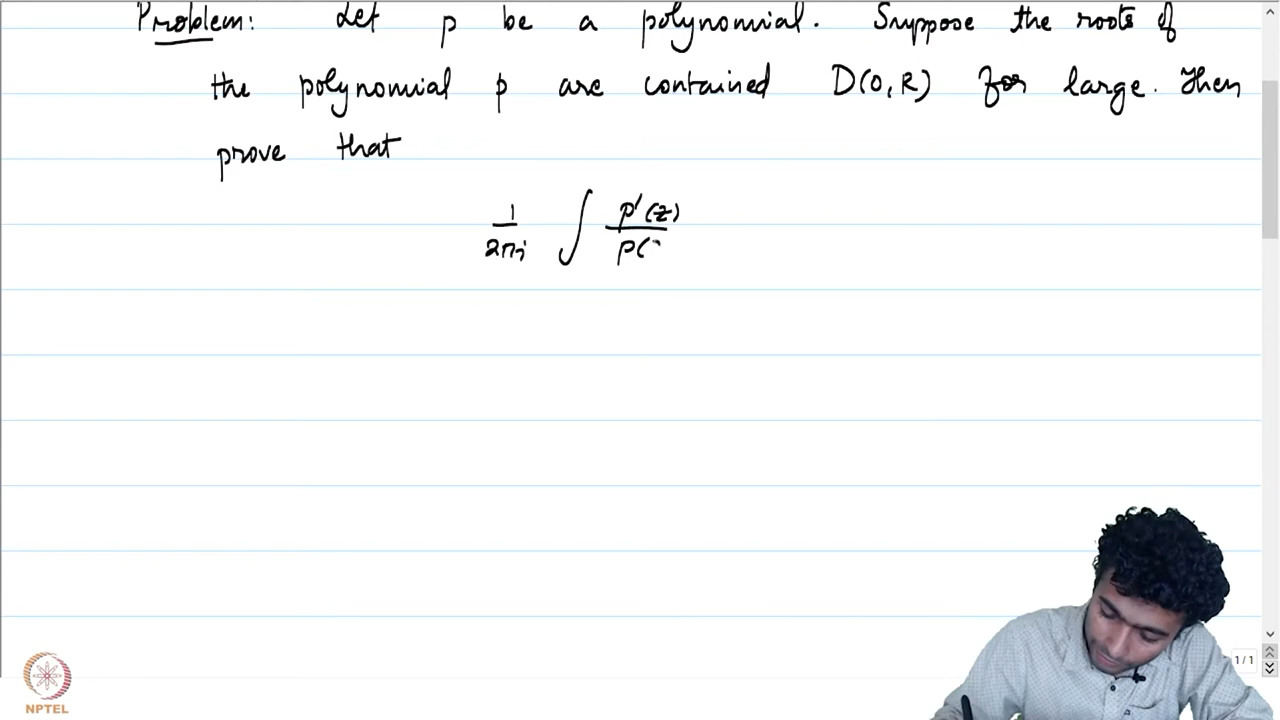 Problem: Let p be a polynomial. Suppose the roots of
the polynomial p are contained D(0, R) for large. Then
prove that
1/2πi ∫ p'(z)/p(
1/1
NPTEL